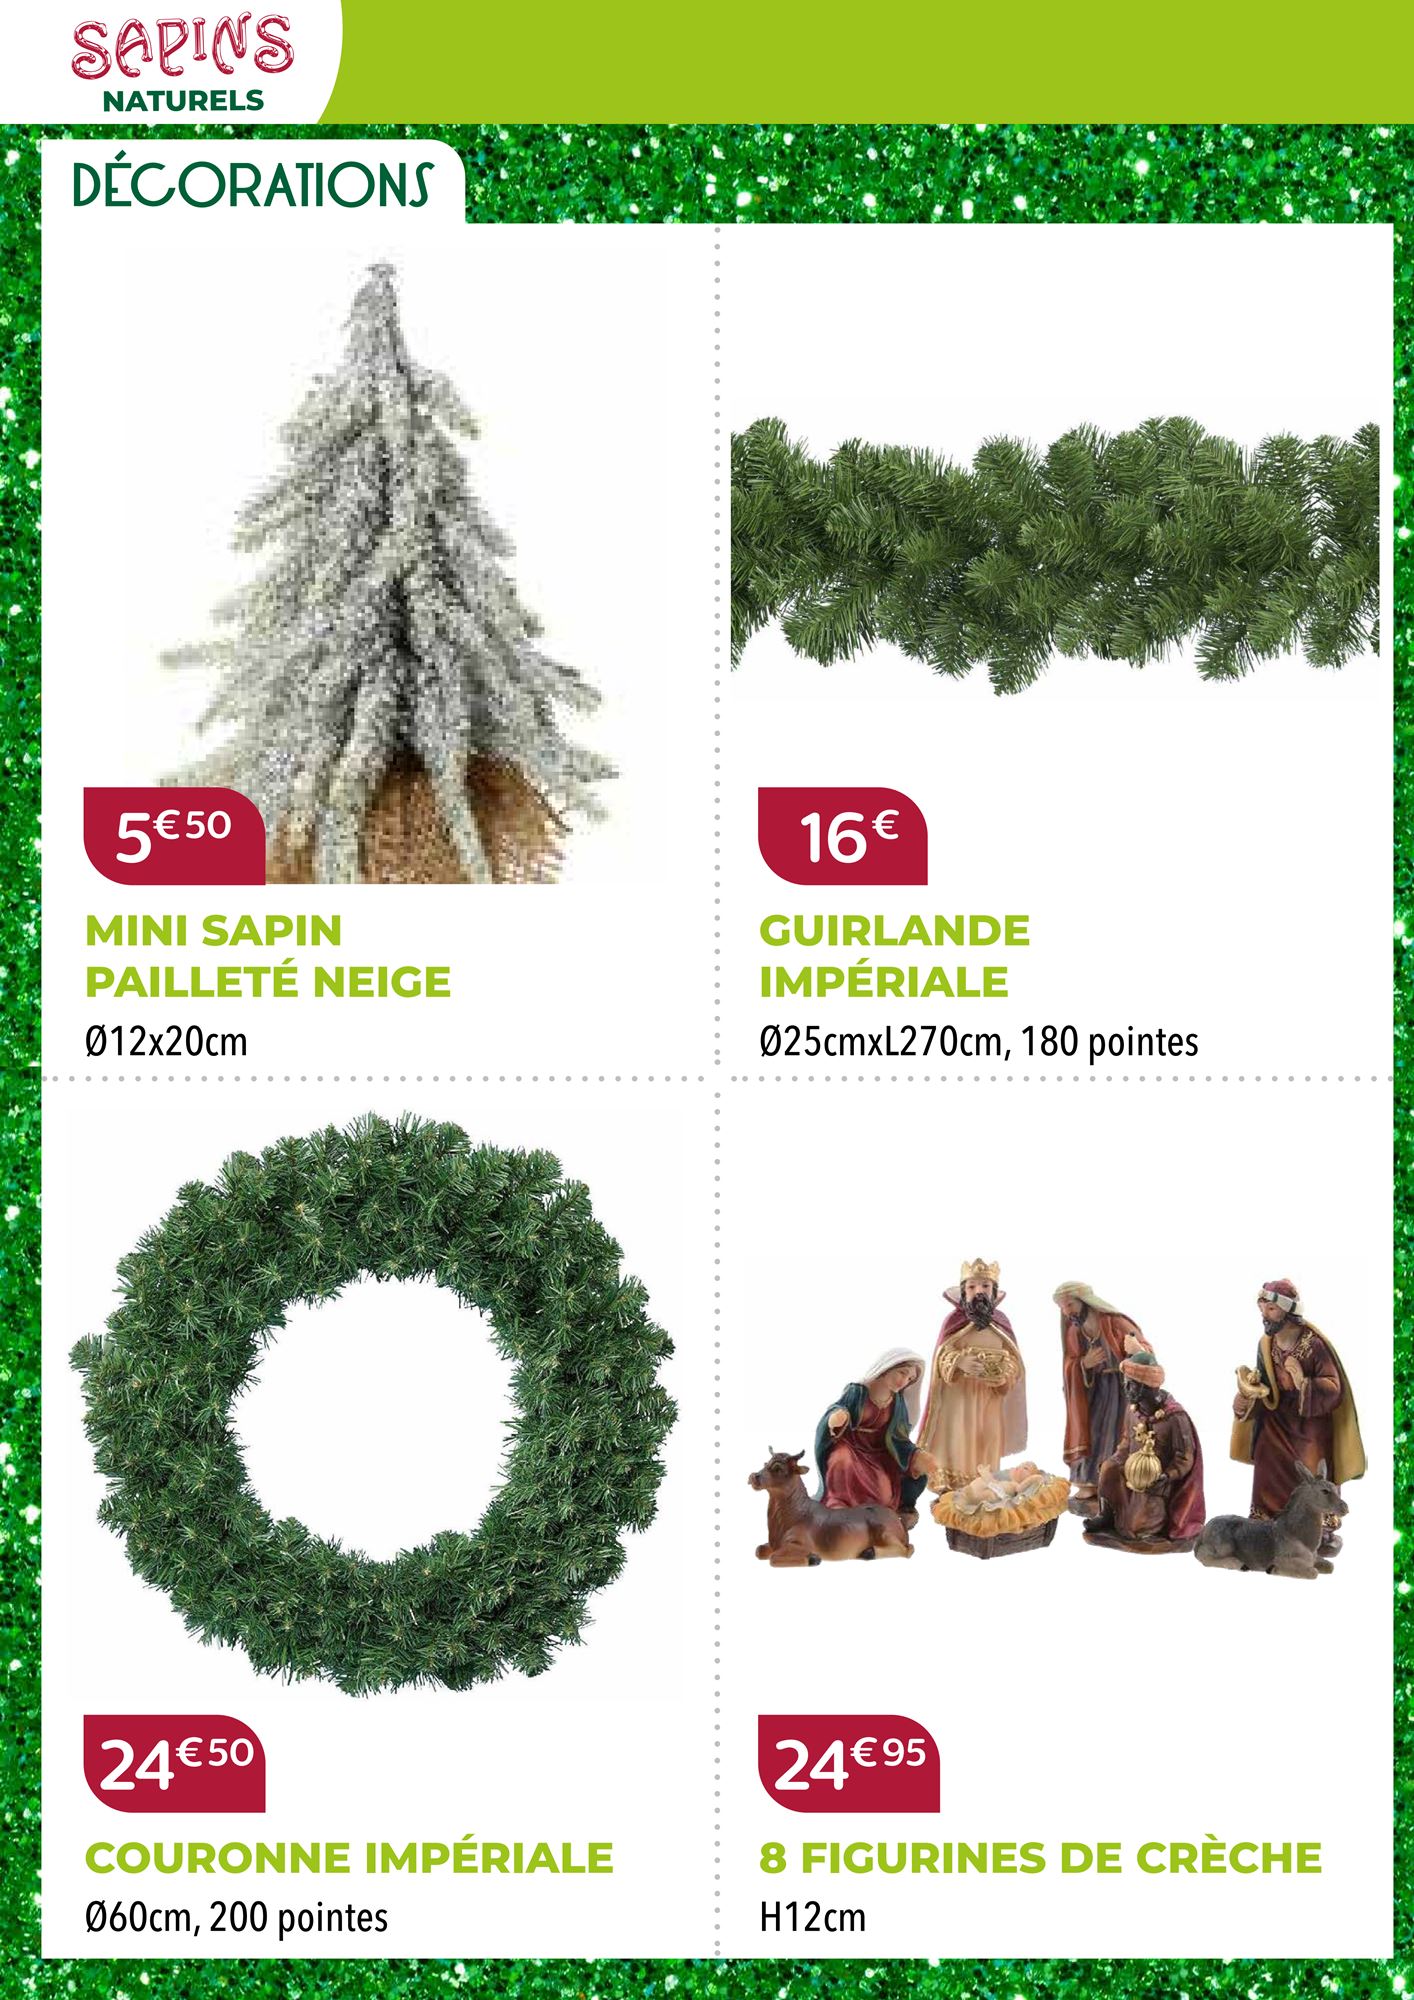 SAPINS
NATURELS
DÉCORATIONS
5€50
MINI SAPIN
PAILLETÉ NEIGE
Ø12x20cm
16€
GUIRLANDE
IMPÉRIALE
Ø25cmxL270cm, 180 pointes
24€50
COURONNE IMPÉRIALE
Ø60cm, 200 pointes
24€95
8 FIGURINES DE CRÈCHE
H12cm